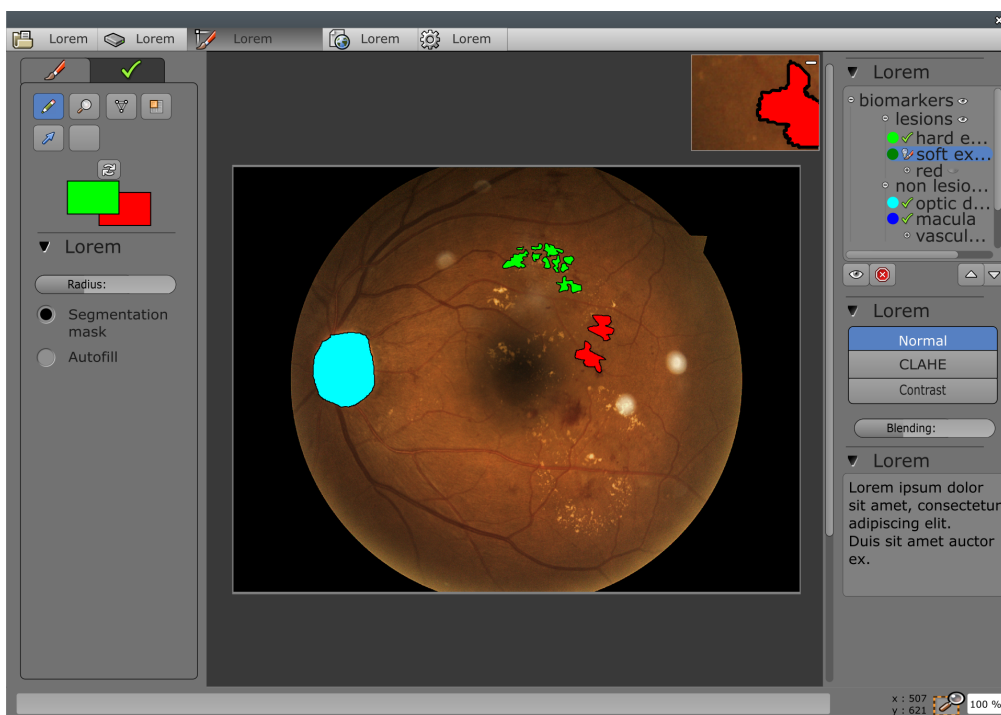 Lorem Lorem Lorem Lorem Lorem
Lorem
Radius:
Segmentation
mask
Autofill
Lorem
biomarkers
lesions
hard e...
soft ex...
red
non lesio...
optic d...
macula
vascul...
Lorem
Normal
CLAHE
Contrast
Blending:
Lorem
Lorem ipsum dolor
sit amet, consectetur
adipiscing elit.
Duis sit amet auctor
ex.
x : 507
y : 621
100 %